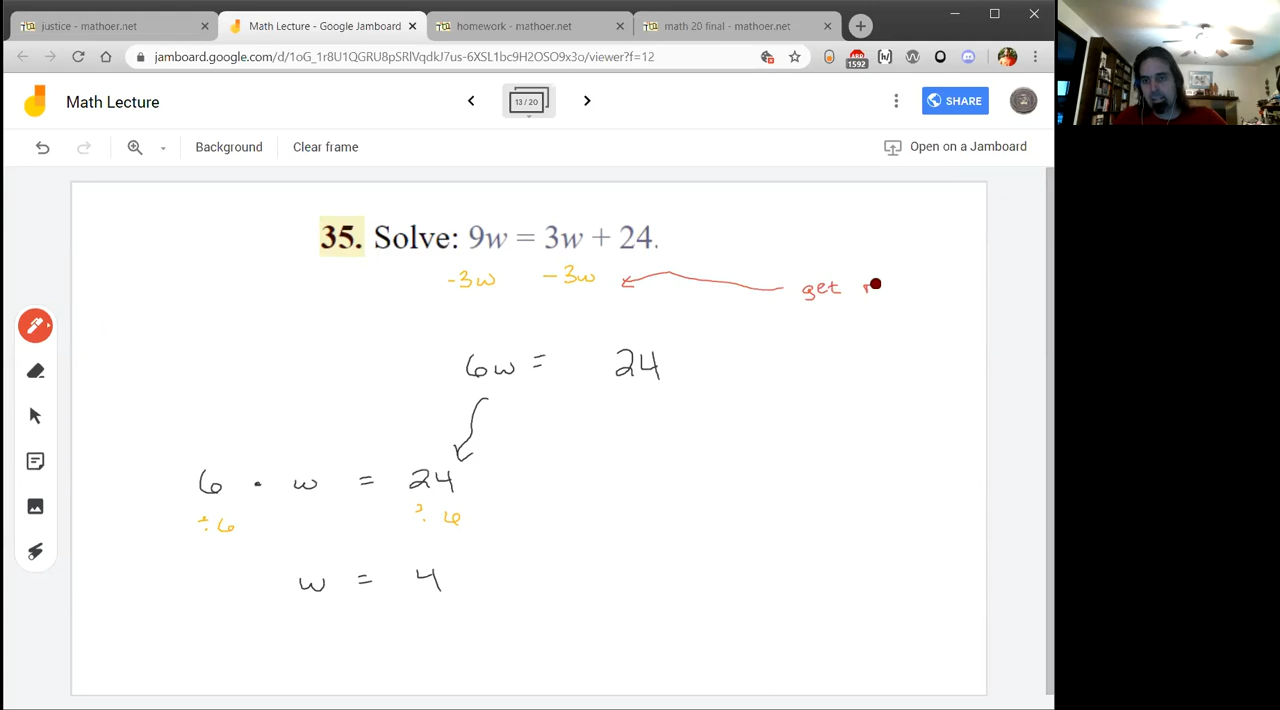 justice - mathoer.net
Math Lecture - Google Jamboard
homework - mathoer.net
math 20 final - mathoer.net
jamboard.google.com/d/1oG_1r8U1QGRU8pSRlVqdkJ7us-6XSL1bc9H2OSO9x3o/viewer?f=12
1592
Math Lecture
13 / 20
SHARE
Background
Clear frame
Open on a Jamboard
35. Solve: 9w = 3w + 24.
-3w -3w
get
6w = 24
6 · w = 24
÷6 ÷6
w = 4